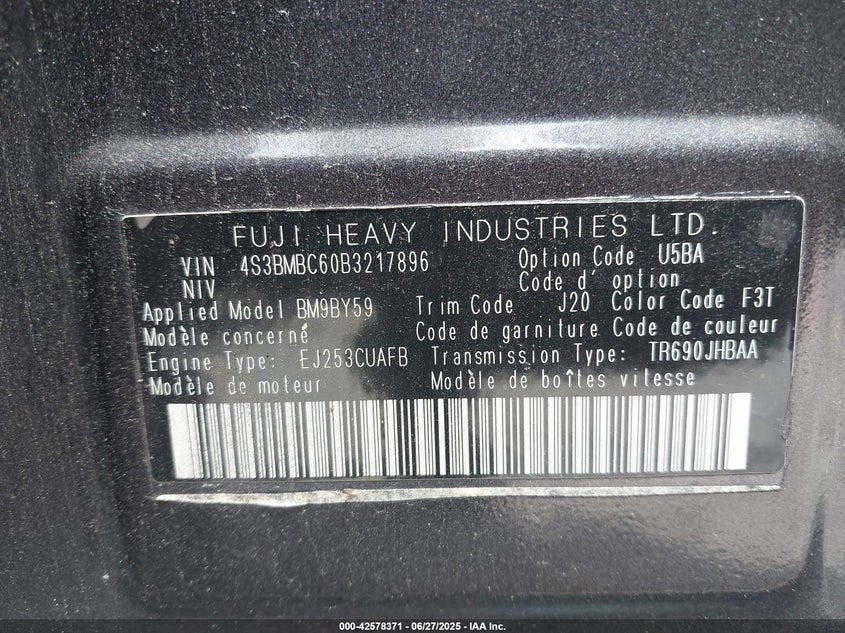 FUJI HEAVY INDUSTRIES LTD.
VIN 4S3BMBC60B3217896 Option Code U5BA
NIV Code d' option
Applied Model BM9BY59 Trim Code J20 Color Code F3T
Modèle concerné Code de garniture Code de couleur
Engine Type: EJ253CUAFB Transmission Type: TR690JHBAA
Modèle de moteur Modèle de boîtes vitesse
000-42578371 | 06/27/2025 - IAA Inc.